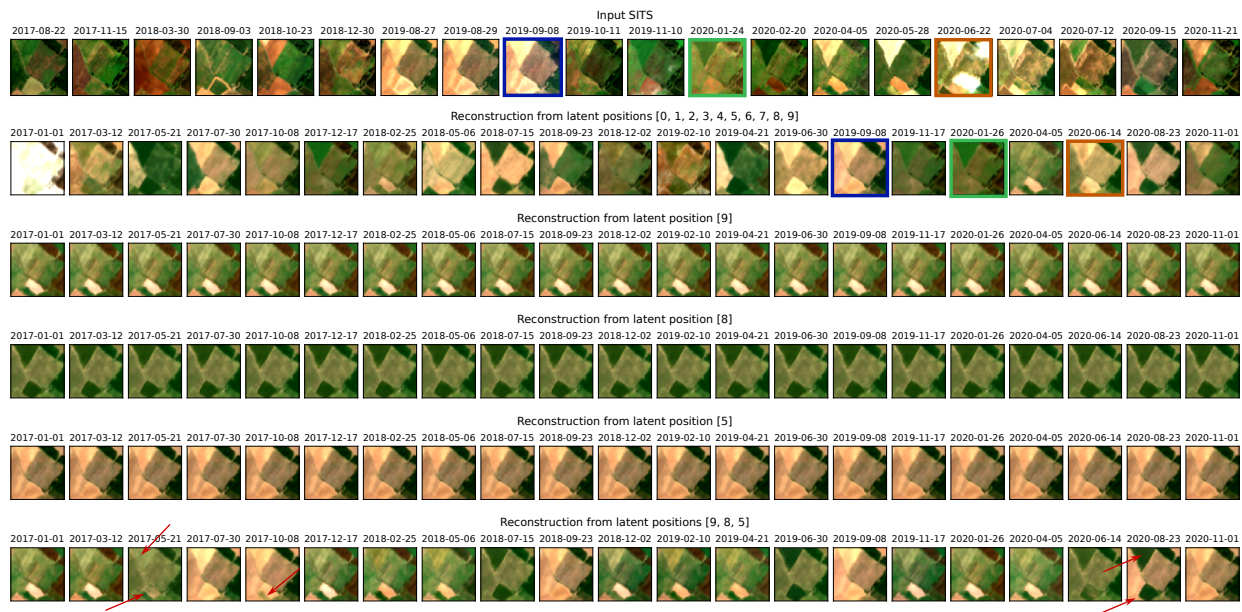 Input SITS
2017-08-22 2017-11-15 2018-03-30 2018-09-03 2018-10-23 2018-12-30 2019-08-27 2019-08-29 2019-09-08 2019-10-11 2019-11-10 2020-01-24 2020-02-20 2020-04-05 2020-05-28 2020-06-22 2020-07-04 2020-07-12 2020-09-15 2020-11-21
Reconstruction from latent positions [0, 1, 2, 3, 4, 5, 6, 7, 8, 9]
2017-01-01 2017-03-12 2017-05-21 2017-07-30 2017-10-08 2017-12-17 2018-02-25 2018-05-06 2018-07-15 2018-09-23 2018-12-02 2019-02-10 2019-04-21 2019-06-30 2019-09-08 2019-11-17 2020-01-26 2020-04-05 2020-06-14 2020-08-23 2020-11-01
Reconstruction from latent position [9]
2017-01-01 2017-03-12 2017-05-21 2017-07-30 2017-10-08 2017-12-17 2018-02-25 2018-05-06 2018-07-15 2018-09-23 2018-12-02 2019-02-10 2019-04-21 2019-06-30 2019-09-08 2019-11-17 2020-01-26 2020-04-05 2020-06-14 2020-08-23 2020-11-01
Reconstruction from latent position [8]
2017-01-01 2017-03-12 2017-05-21 2017-07-30 2017-10-08 2017-12-17 2018-02-25 2018-05-06 2018-07-15 2018-09-23 2018-12-02 2019-02-10 2019-04-21 2019-06-30 2019-09-08 2019-11-17 2020-01-26 2020-04-05 2020-06-14 2020-08-23 2020-11-01
Reconstruction from latent position [5]
2017-01-01 2017-03-12 2017-05-21 2017-07-30 2017-10-08 2017-12-17 2018-02-25 2018-05-06 2018-07-15 2018-09-23 2018-12-02 2019-02-10 2019-04-21 2019-06-30 2019-09-08 2019-11-17 2020-01-26 2020-04-05 2020-06-14 2020-08-23 2020-11-01
Reconstruction from latent positions [9, 8, 5]
2017-01-01 2017-03-12 2017-05-21 2017-07-30 2017-10-08 2017-12-17 2018-02-25 2018-05-06 2018-07-15 2018-09-23 2018-12-02 2019-02-10 2019-04-21 2019-06-30 2019-09-08 2019-11-17 2020-01-26 2020-04-05 2020-06-14 2020-08-23 2020-11-01